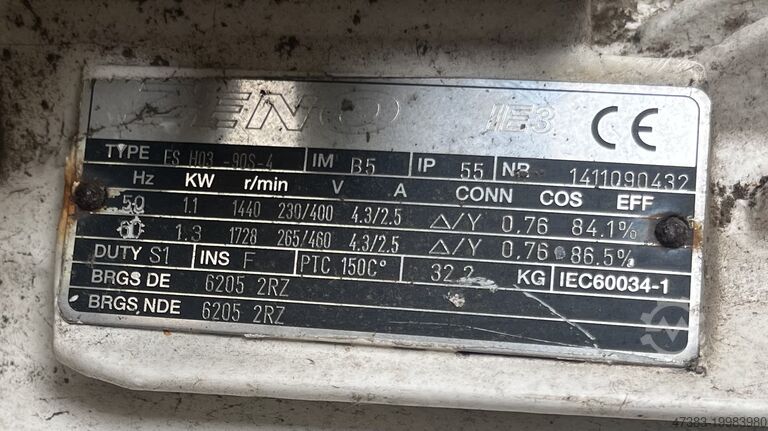 IE3 CE
TYPE FS H03 -90S-4 IM B5 IP 55 NR 1411090432
Hz KW r/min V A CONN COS EFF
50 1.1 1440 230/400 4.3/2.5 △/Y 0.76 84.1%
1.3 1728 265/460 4.3/2.5 △/Y 0.76 86.5%
DUTY S1 INS F PTC 150C° 32.2 KG IEC60034-1
BRGS DE 6205 2RZ
BRGS NDE 6205 2RZ
47383-19983980